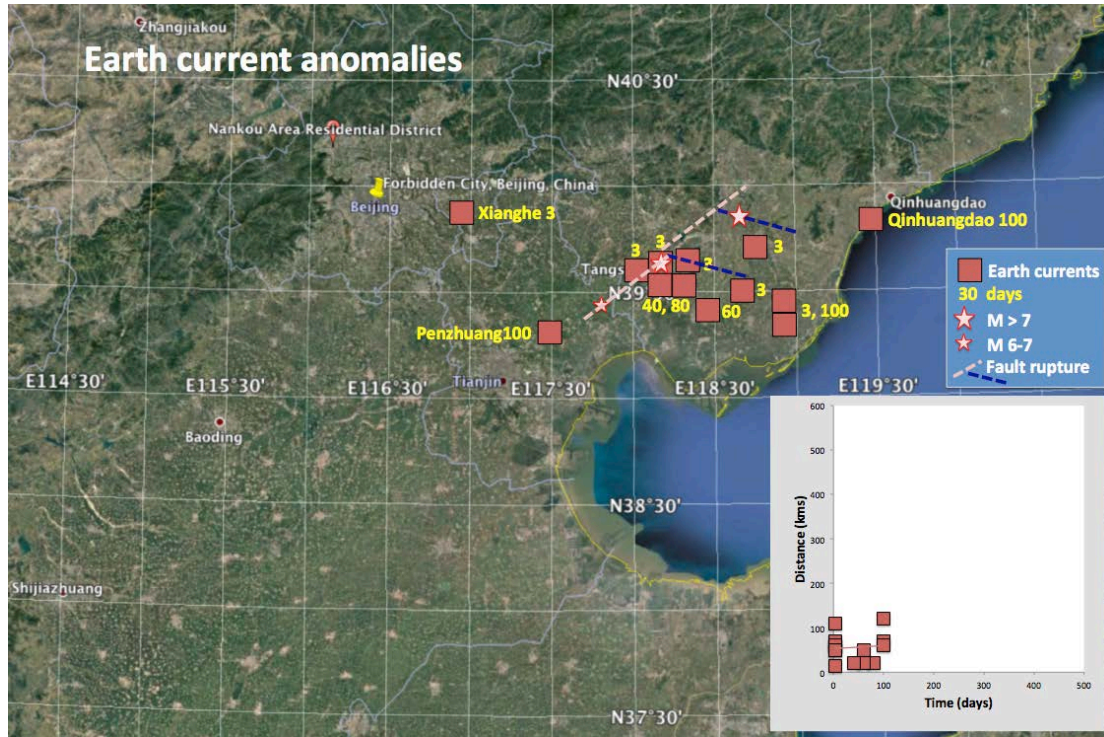 Zhangjiakou
Earth current anomalies
N40°30'
Nankou Area Residential District
Forbidden City, Beijing, China
Beijing
Xianghe 3
Qinhuangdao
Qinhuangdao 100
3
3
3
3
3
Tangs
N39
40, 80
60
3, 100
Penzhuang100
Earth currents
30 days
M > 7
M 6-7
Fault rupture
E114°30'
E115°30'
E116°30'
Tianjin
E117°30'
E118°30'
E119°30'
Baoding
N38°30'
Shijiazhuang
N37°30'
600
500
400
300
200
100
0
Distance (kms)
0
100
200
300
400
500
Time (days)